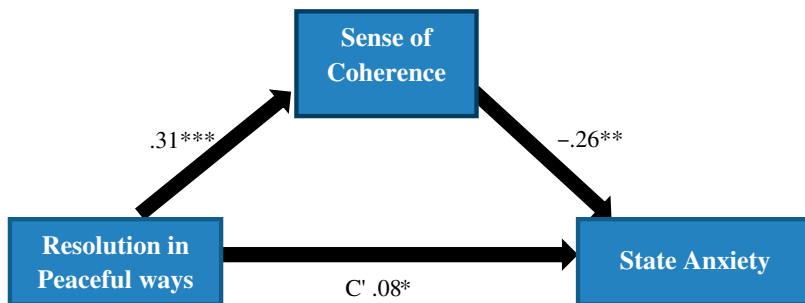 Sense of
Coherence
.31***
−.26**
Resolution in
Peaceful ways
State Anxiety
C' .08*